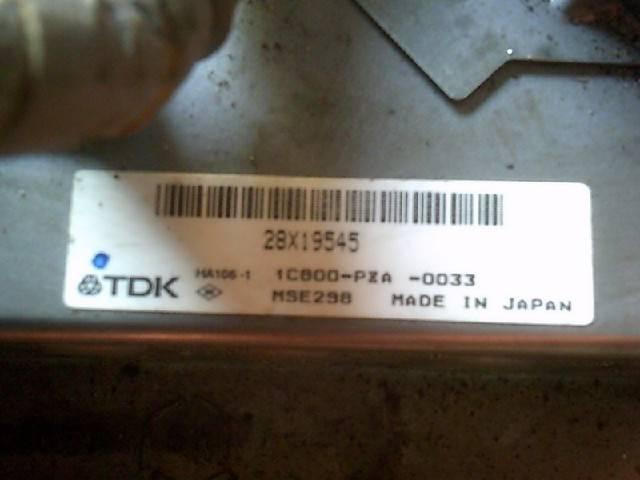 28X19545
TDK HA106-1 1C800-PZA -0033
MSE298 MADE IN JAPAN